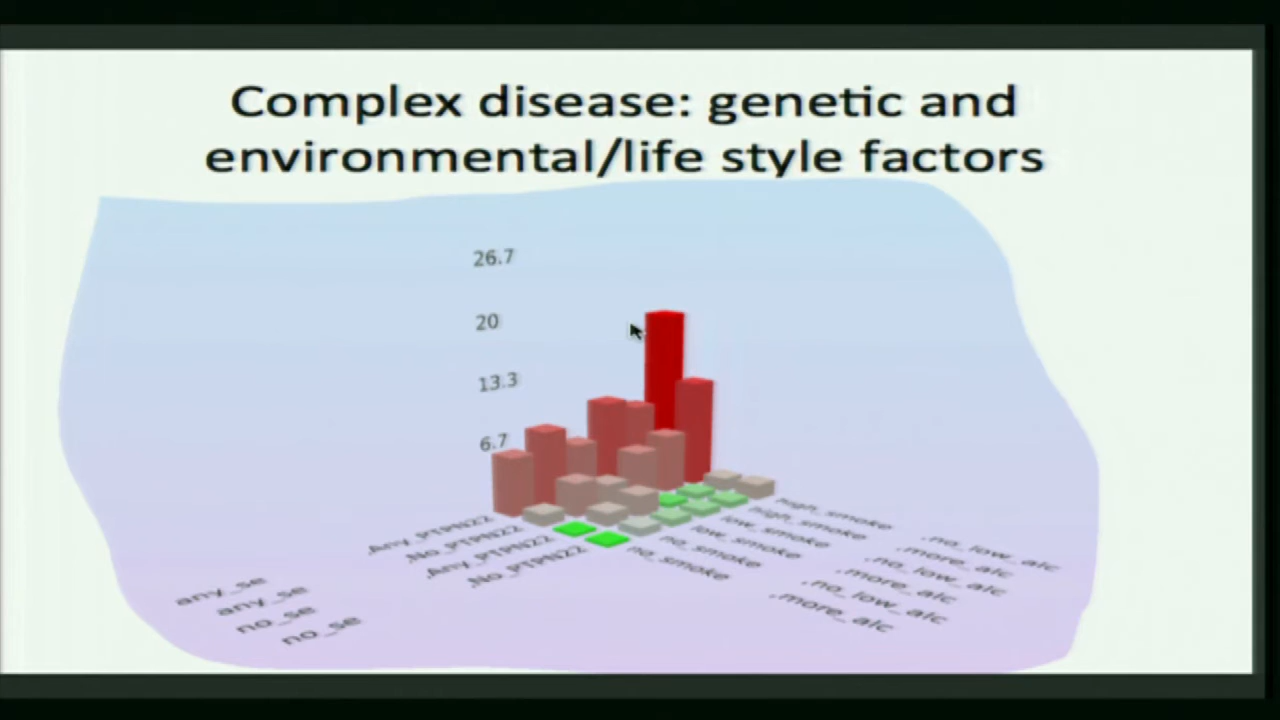 Complex disease: genetic and
environmental/life style factors
26.7
20
13.3
6.7
,Any_PTPN22
,No_PTPN22
,Any_PTPN22
,No_PTPN22
any_se
any_se
no_se
no_se
high_smoke
high_smoke
low_smoke
low_smoke
no_smoke
no_smoke
,no_low_alc
,more_alc
,no_low_alc
,more_alc
,no_low_alc
,more_alc